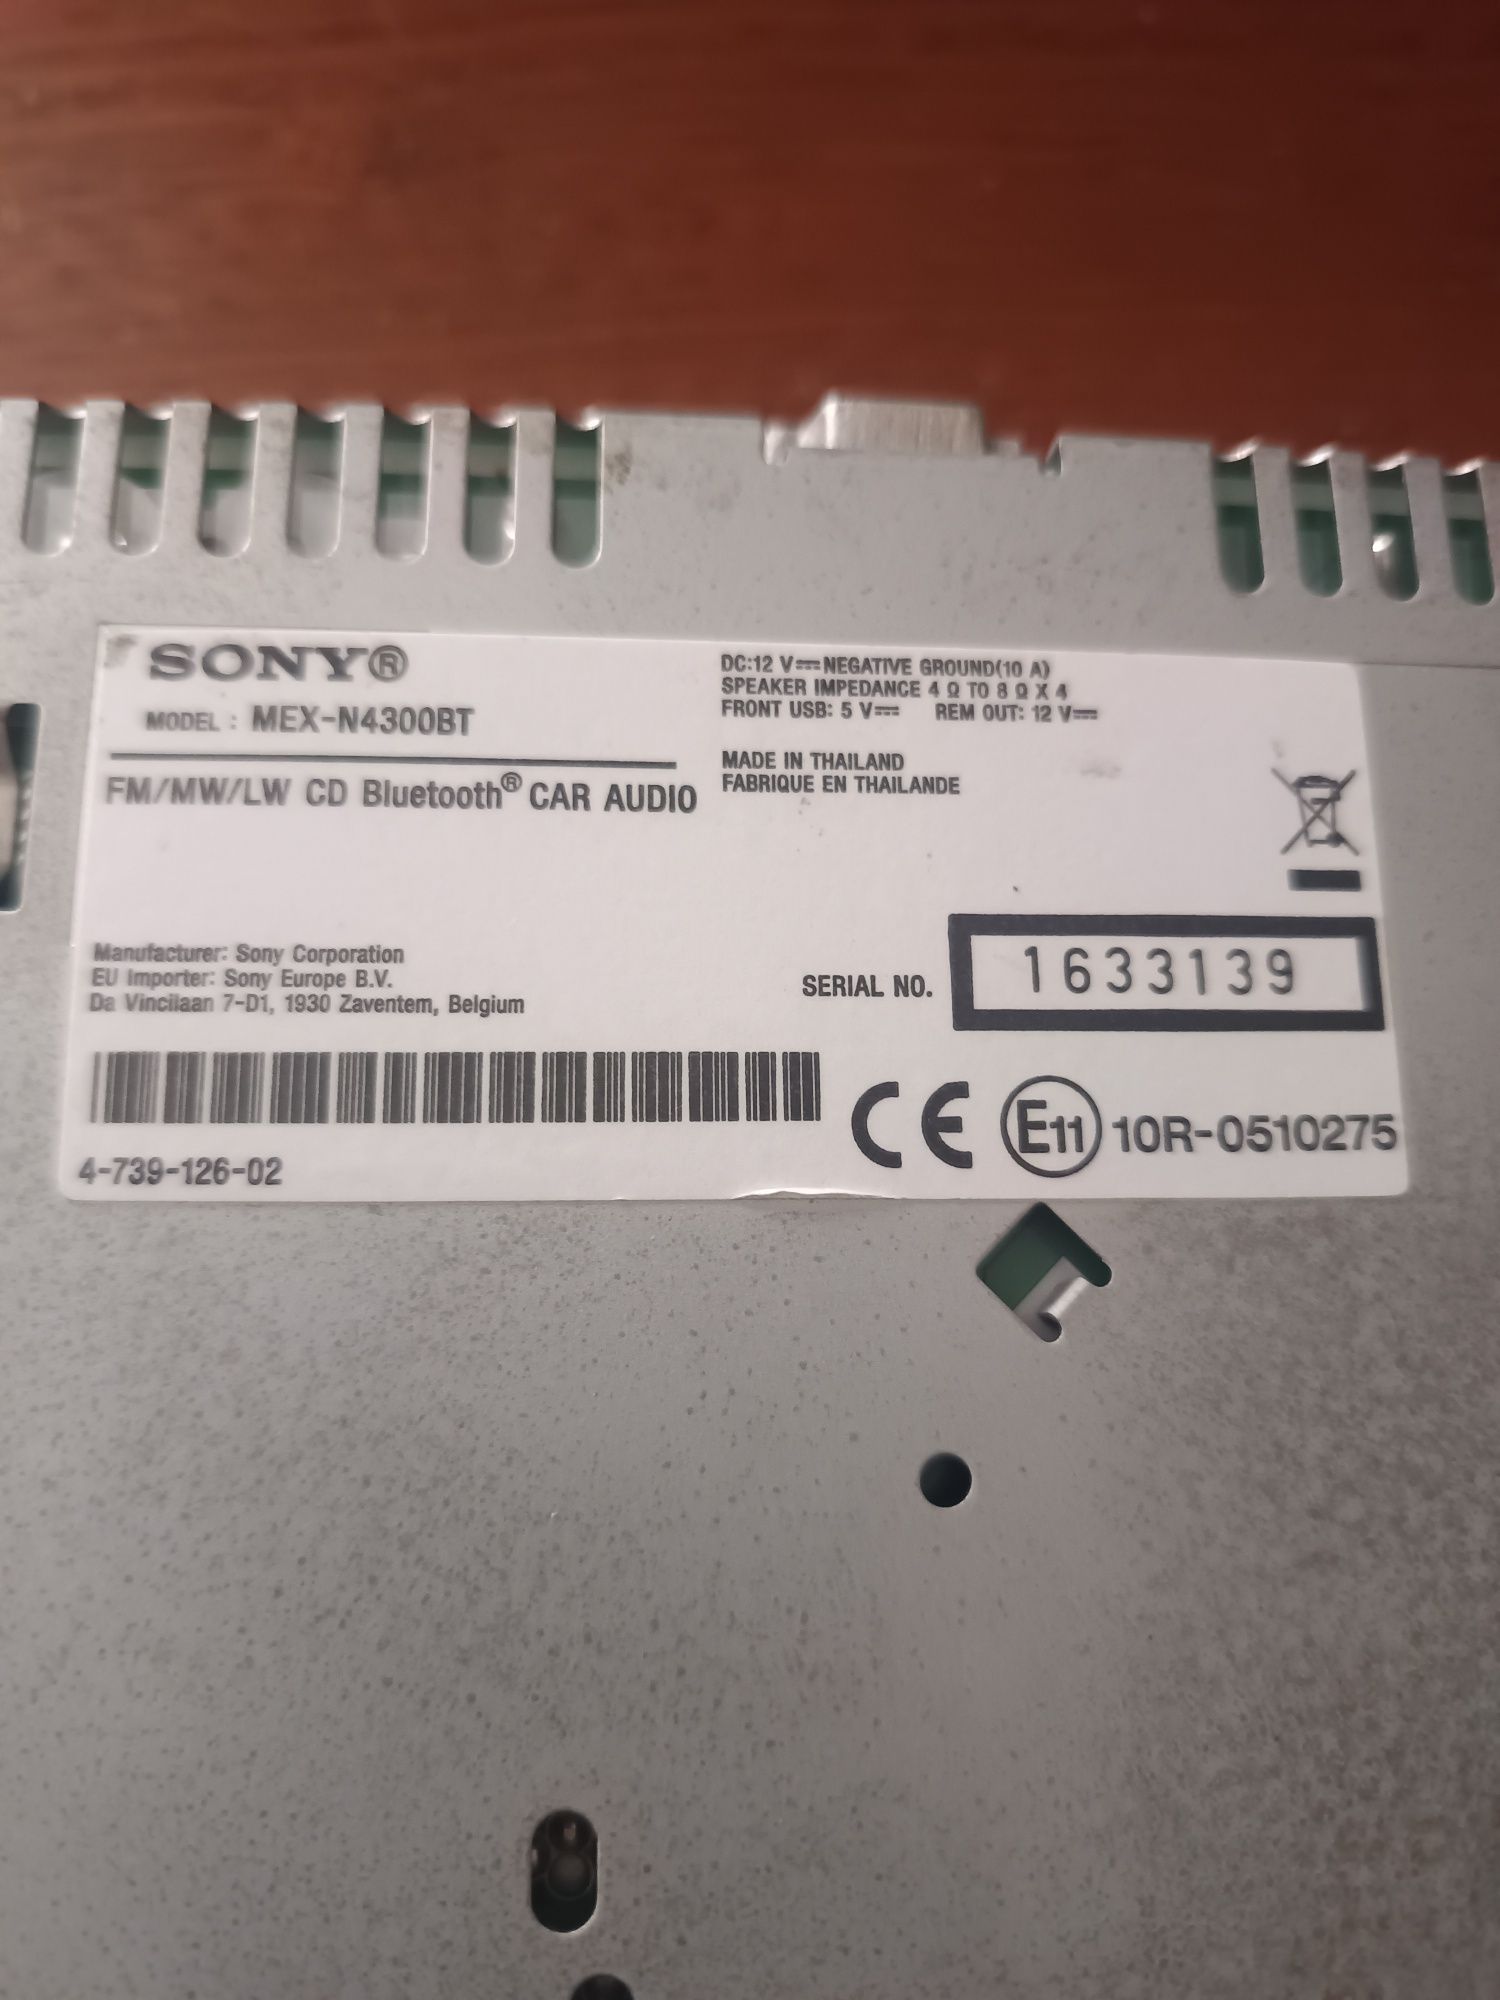 SONY®
MODEL : MEX-N4300BT
FM/MW/LW CD Bluetooth® CAR AUDIO
DC:12 V⎓NEGATIVE GROUND(10 A)
SPEAKER IMPEDANCE 4 Ω TO 8 Ω X 4
FRONT USB: 5 V⎓ REM OUT: 12 V⎓
MADE IN THAILAND
FABRIQUE EN THAILANDE
Manufacturer: Sony Corporation
EU Importer: Sony Europe B.V.
Da Vincilaan 7-D1, 1930 Zaventem, Belgium
SERIAL NO. 1633139
4-739-126-02
CE E11 10R-0510275